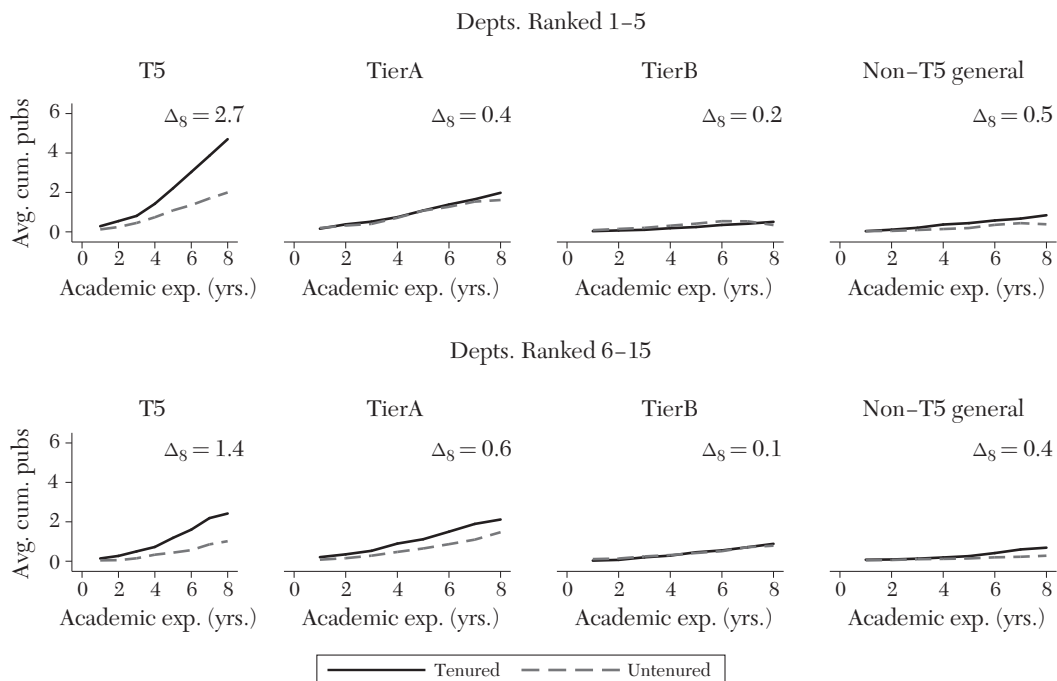 Depts. Ranked 1–5
T5 TierA TierB Non–T5 general
Avg. cum. pubs
6
4
2
0
Δ₈ = 2.7 Δ₈ = 0.4 Δ₈ = 0.2 Δ₈ = 0.5
0 2 4 6 8 0 2 4 6 8 0 2 4 6 8 0 2 4 6 8
Academic exp. (yrs.) Academic exp. (yrs.) Academic exp. (yrs.) Academic exp. (yrs.)
Depts. Ranked 6–15
T5 TierA TierB Non–T5 general
Avg. cum. pubs
6
4
2
0
Δ₈ = 1.4 Δ₈ = 0.6 Δ₈ = 0.1 Δ₈ = 0.4
0 2 4 6 8 0 2 4 6 8 0 2 4 6 8 0 2 4 6 8
Academic exp. (yrs.) Academic exp. (yrs.) Academic exp. (yrs.) Academic exp. (yrs.)
Tenured Untenured